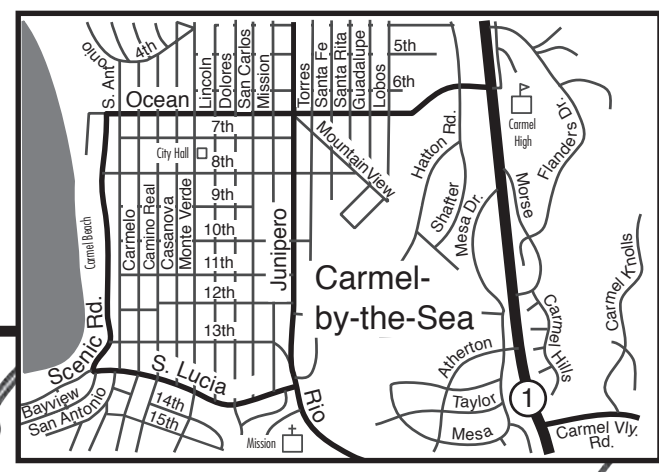 S. Antonio
4th
Lincoln
Dolores
San Carlos
Mission
Torres
Santa Fe
Santa Rita
Guadalupe
Lobos
5th
6th
Ocean
7th
City Hall
8th
Mountain View
Hatton Rd.
Shafter
Mesa Dr.
Carmel
High
Flanders Dr.
Morse
Carmel Beach
Carmelo
Camino Real
Casanova
Monte Verde
9th
10th
11th
12th
13th
Junipero
Carmel-
by-the-Sea
Carmel Knolls
Carmel Hills
Scenic Rd.
S. Lucia
Bayview
San Antonio
14th
15th
Mission
Rio
Atherton
Taylor
Mesa
1
Carmel Vly.
Rd.